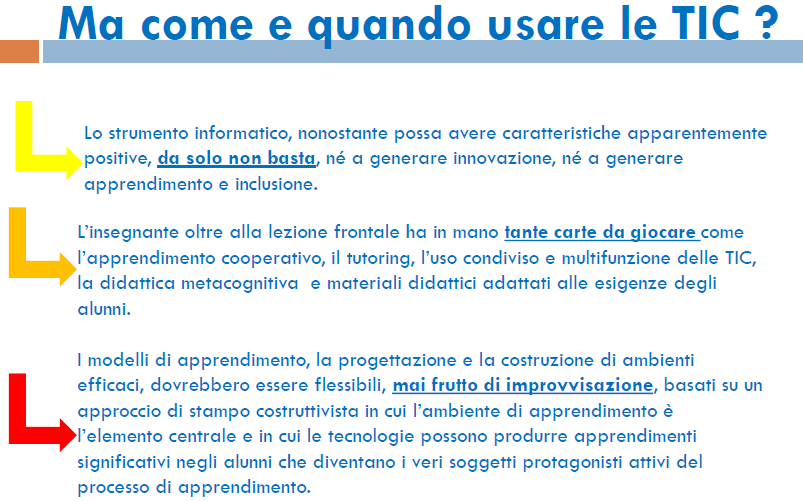 Ma come e quando usare le TIC ?
Lo strumento informatico, nonostante possa avere caratteristiche apparentemente
positive, da solo non basta, né a generare innovazione, né a generare
apprendimento e inclusione.
L'insegnante oltre alla lezione frontale ha in mano tante carte da giocare come
l'apprendimento cooperativo, il tutoring, l'uso condiviso e multifunzione delle TIC,
la didattica metacognitiva e materiali didattici adattati alle esigenze degli
alunni.
I modelli di apprendimento, la progettazione e la costruzione di ambienti
efficaci, dovrebbero essere flessibili, mai frutto di improvvisazione, basati su un
approccio di stampo costruttivista in cui l'ambiente di apprendimento è
l'elemento centrale e in cui le tecnologie possono produrre apprendimenti
significativi negli alunni che diventano i veri soggetti protagonisti attivi del
processo di apprendimento.